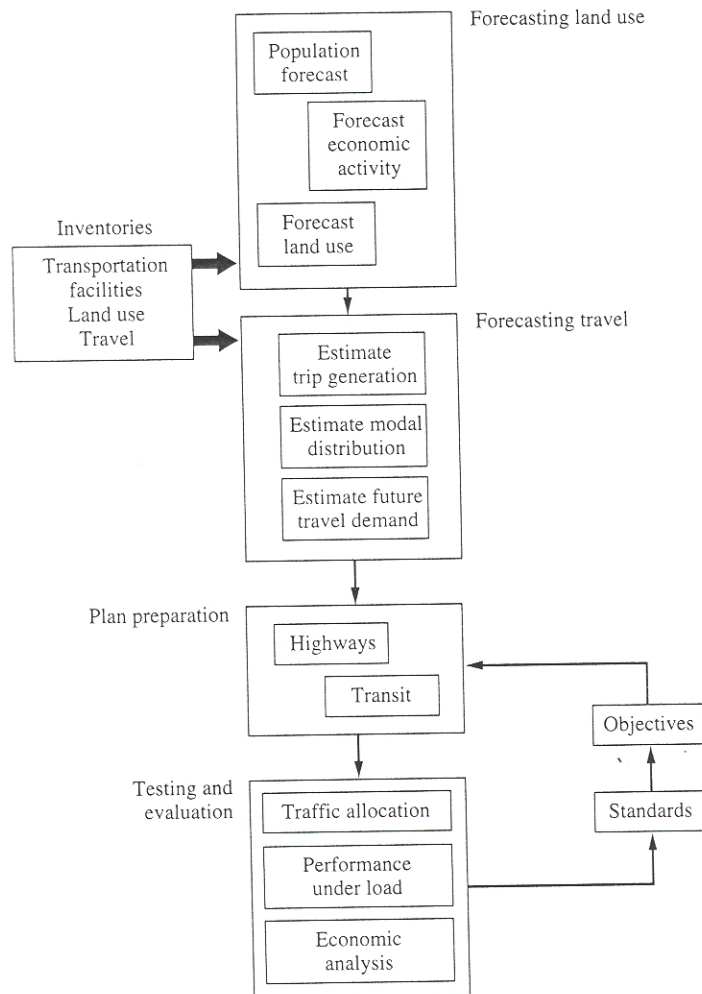 Forecasting land use
Population
forecast
Forecast
economic
activity
Forecast
land use
Inventories
Transportation
facilities
Land use
Travel
Forecasting travel
Estimate
trip generation
Estimate modal
distribution
Estimate future
travel demand
Plan preparation
Highways
Transit
Objectives
Standards
Testing and
evaluation
Traffic allocation
Performance
under load
Economic
analysis